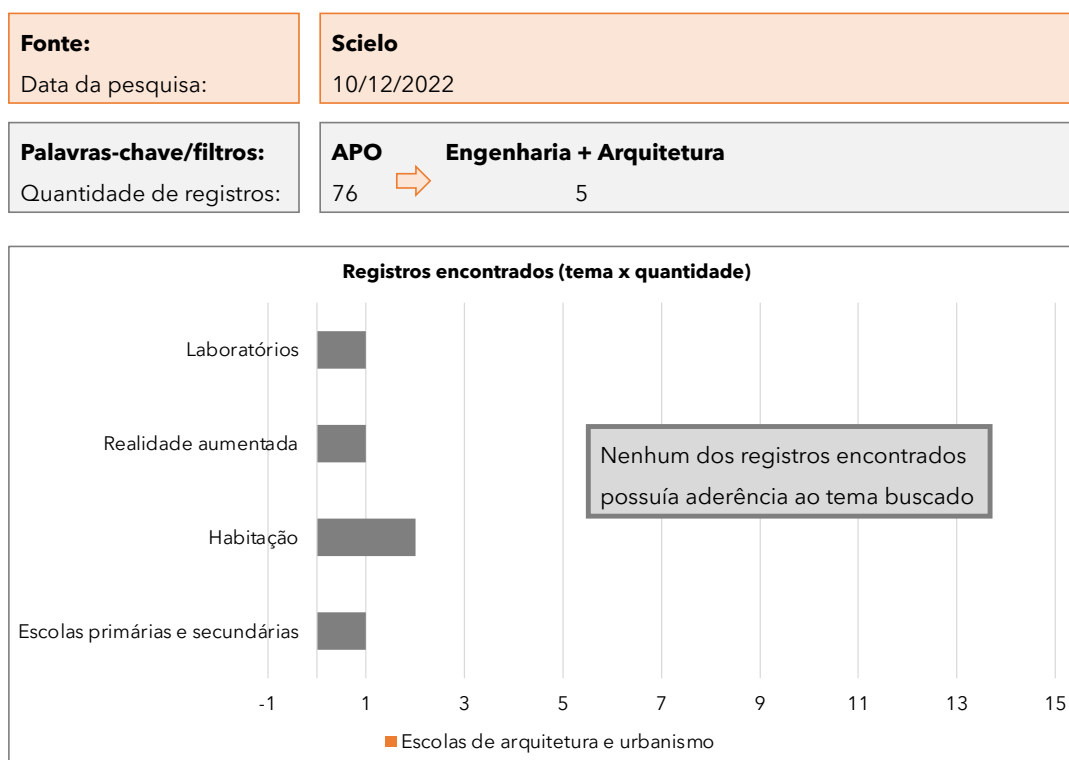 Fonte:
Data da pesquisa:
Scielo
10/12/2022
Palavras-chave/filtros:
Quantidade de registros:
APO Engenharia + Arquitetura
76 5
Registros encontrados (tema x quantidade)
Laboratórios
Realidade aumentada
Habitação
Escolas primárias e secundárias
Nenhum dos registros encontrados
possuía aderência ao tema buscado
-1 1 3 5 7 9 11 13 15
Escolas de arquitetura e urbanismo